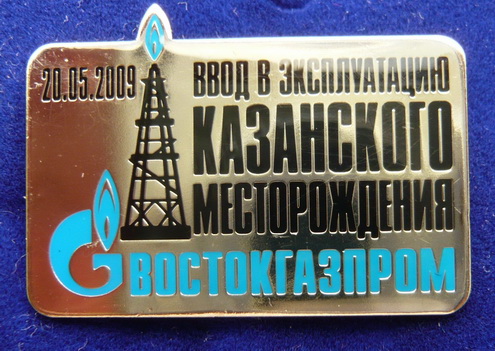 20.05.2009
ВВОД В ЭКСПЛУАТАЦИЮ
КАЗАНСКОГО
МЕСТОРОЖДЕНИЯ
ВОСТОКГАЗПРОМ